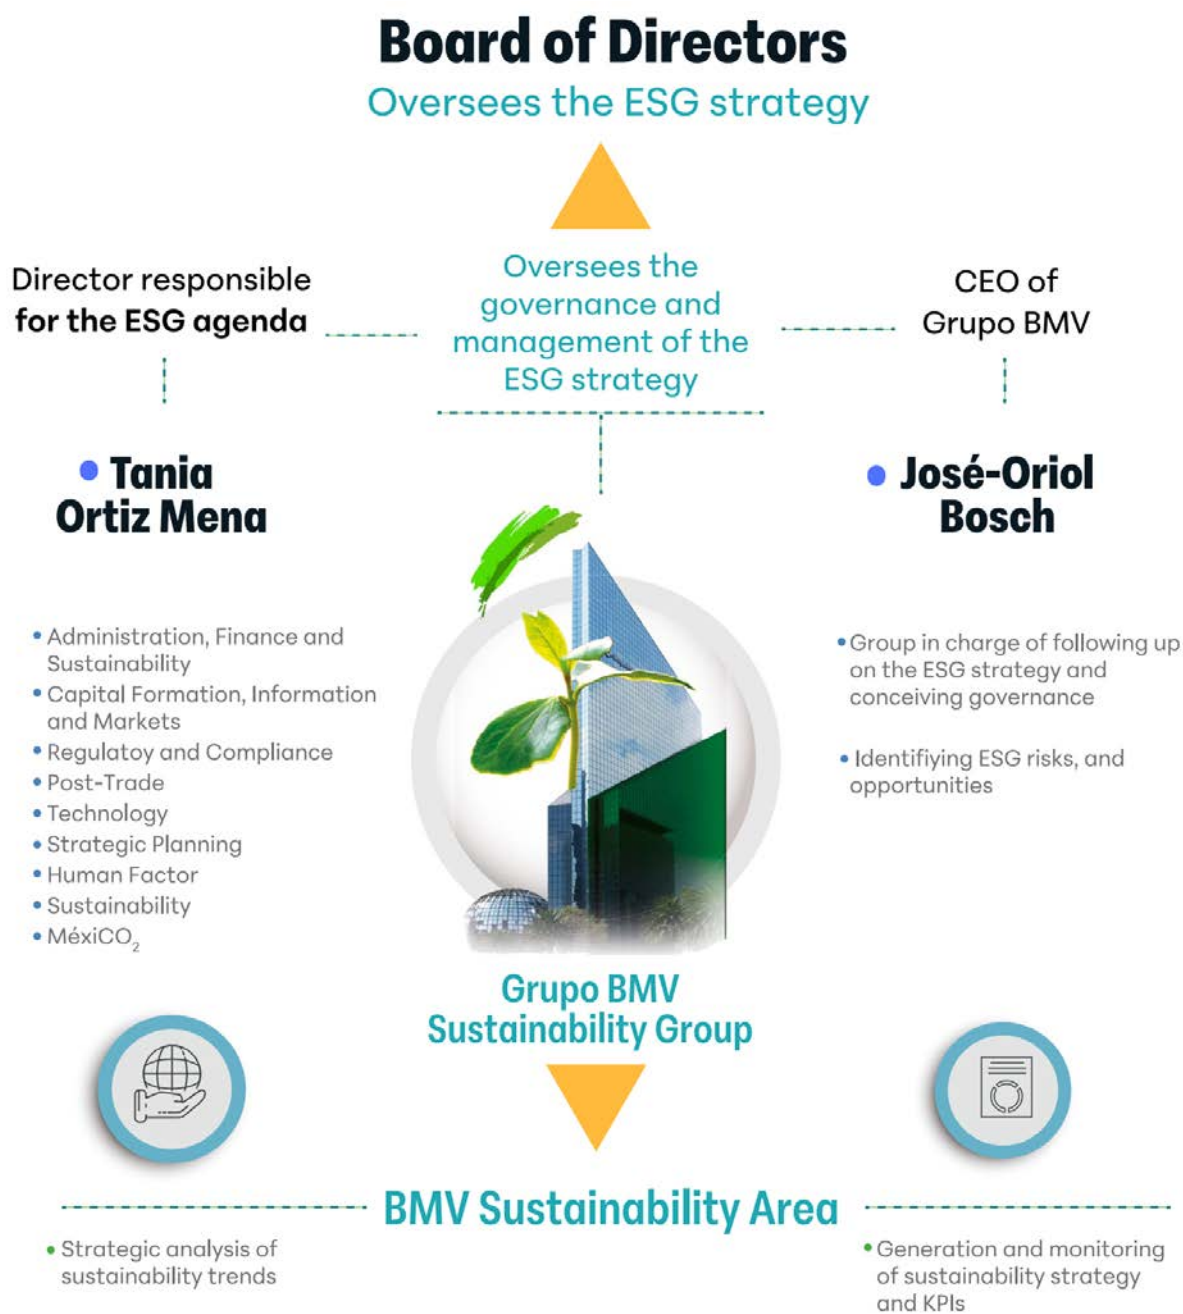 Board of Directors
Oversees the ESG strategy
Director responsible
for the ESG agenda
Oversees the
governance and
management of the
ESG strategy
CEO of
Grupo BMV
Tania
Ortiz Mena
José-Oriol
Bosch
• Administration, Finance and
Sustainability
• Capital Formation, Information
and Markets
• Regulatoy and Compliance
• Post-Trade
• Technology
• Strategic Planning
• Human Factor
• Sustainability
• MéxiCO₂
• Group in charge of following up
on the ESG strategy and
conceiving governance
• Identifiying ESG risks, and
opportunities
Grupo BMV
Sustainability Group
BMV Sustainability Area
• Strategic analysis of
sustainability trends
• Generation and monitoring
of sustainability strategy
and KPIs